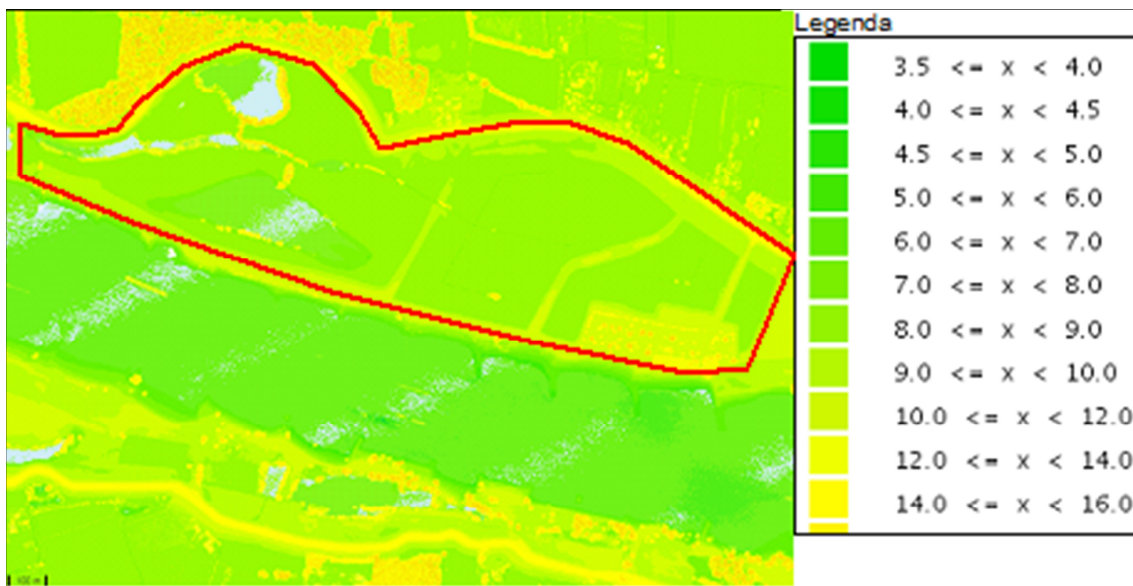 Legenda
3.5 <= x < 4.0
4.0 <= x < 4.5
4.5 <= x < 5.0
5.0 <= x < 6.0
6.0 <= x < 7.0
7.0 <= x < 8.0
8.0 <= x < 9.0
9.0 <= x < 10.0
10.0 <= x < 12.0
12.0 <= x < 14.0
14.0 <= x < 16.0